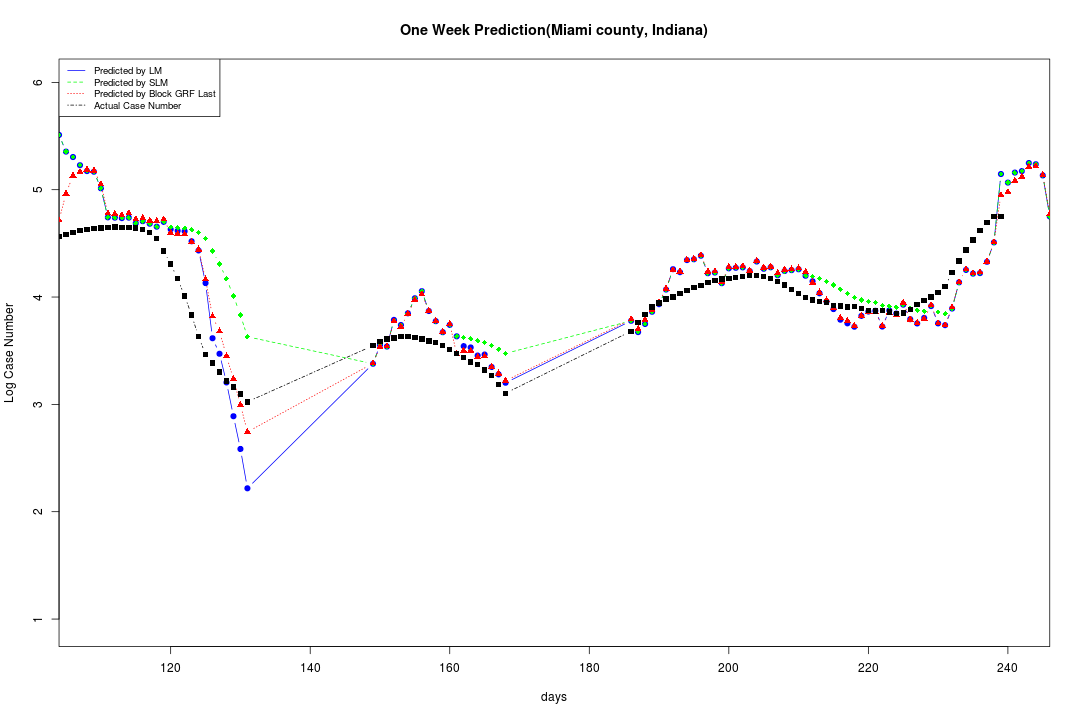 One Week Prediction(Miami county, Indiana)
Predicted by LM
Predicted by SLM
Predicted by Block GRF Last
Actual Case Number
6
5
4
3
2
1
Log Case Number
120 140 160 180 200 220 240
days